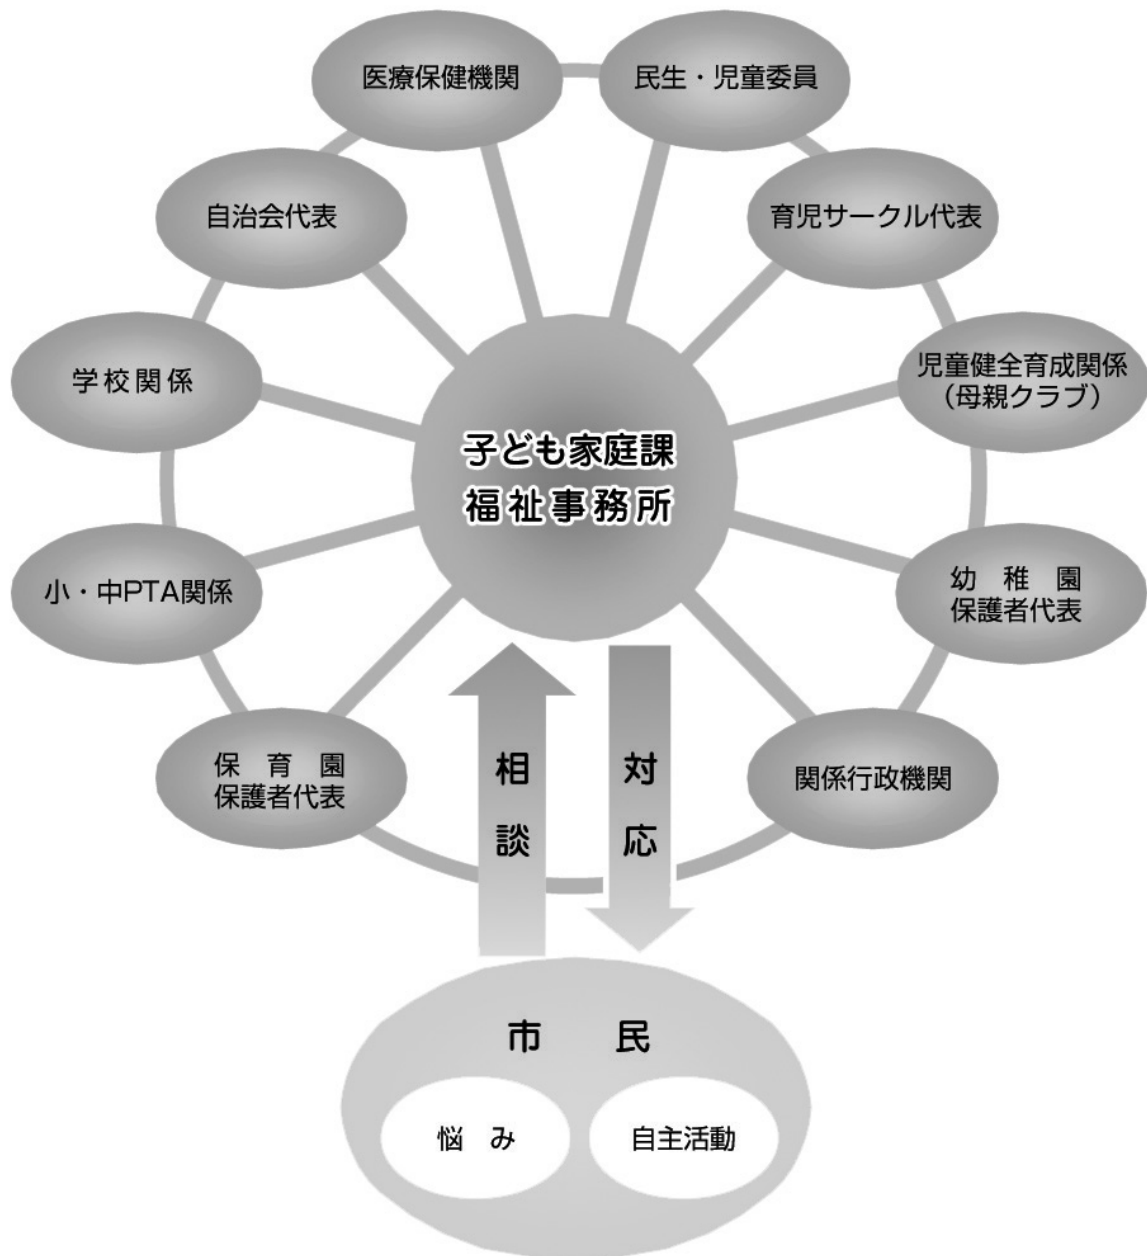 医療保健機関
民生・児童委員
自治会代表
育児サークル代表
学校関係
児童健全育成関係
（母親クラブ）
子ども家庭課
福祉事務所
小・中PTA関係
幼稚園
保護者代表
保育園
保護者代表
関係行政機関
相談
対応
市民
悩み
自主活動